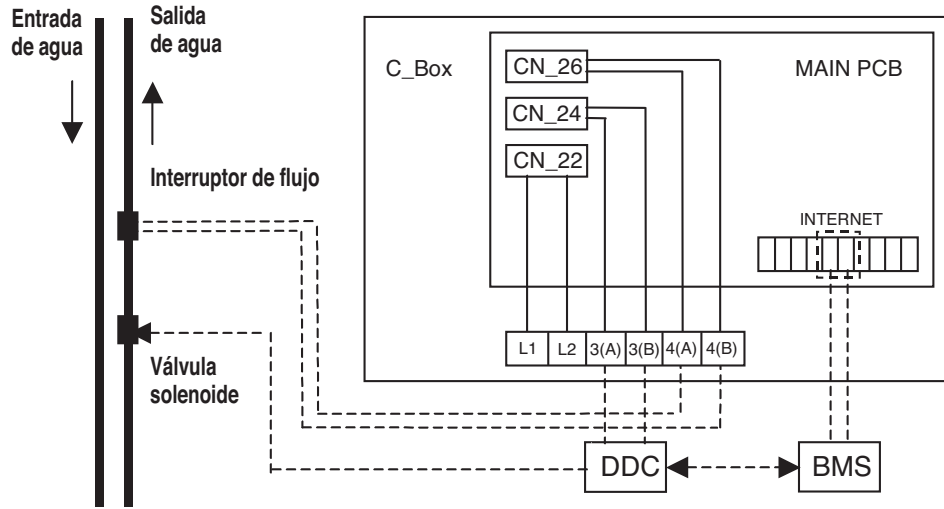 Entrada
de agua
Salida
de agua
C_Box
CN_26
MAIN PCB
CN_24
CN_22
Interruptor de flujo
INTERNET
L1 L2 3(A) 3(B) 4(A) 4(B)
Válvula
solenoide
DDC
BMS